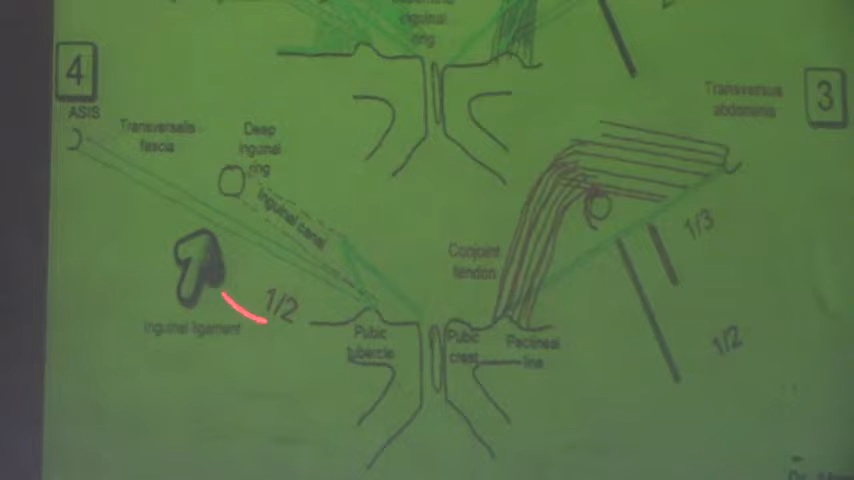 inguinal
ring
4
ASIS
Transversalis
fascia
Deep
inguinal
ring
Inguinal canal
1/2
Inguinal ligament
Pubic
tubercle
Transversus
abdominis
3
Conjoint
tendon
1/3
1/2
Pubic
crest
Pectineal
line